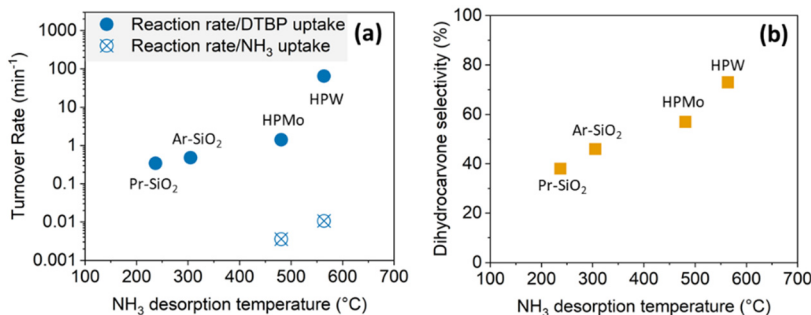 Reaction rate/DTBP uptake
Reaction rate/NH₃ uptake
(a)
Turnover Rate (min⁻¹)
1000
100
10
1
0.1
0.01
0.001
HPW
HPMo
Ar-SiO₂
Pr-SiO₂
100 200 300 400 500 600 700
NH₃ desorption temperature (°C)
(b)
Dihydrocarvone selectivity (%)
100
80
60
40
20
0
HPW
HPMo
Ar-SiO₂
Pr-SiO₂
100 200 300 400 500 600 700
NH₃ desorption temperature (°C)